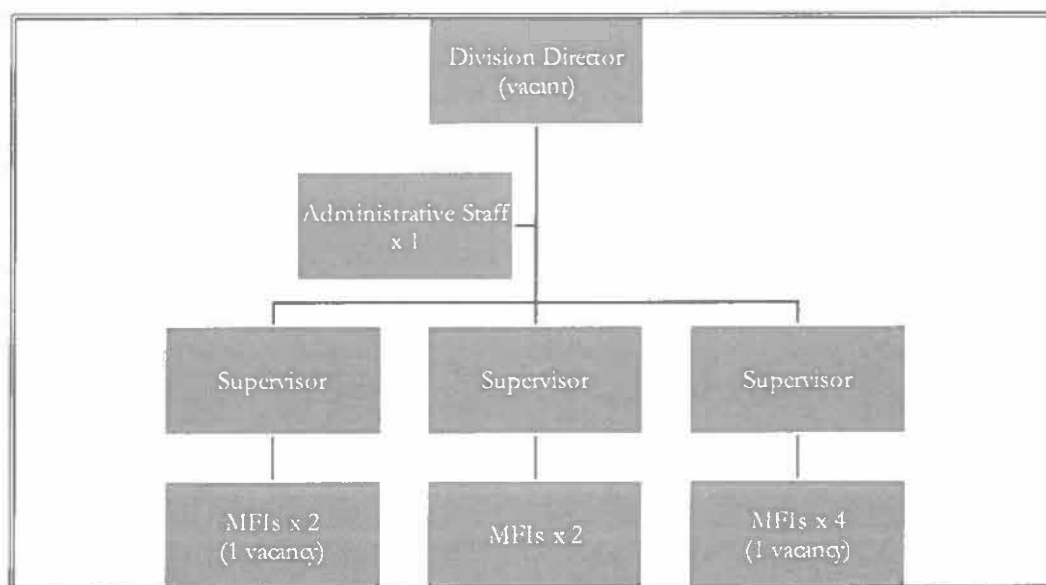 Division Director
(vacant)
Administrative Staff
x 1
Supervisor
Supervisor
Supervisor
MFIs x 2
(1 vacancy)
MFIs x 2
MFIs x 4
(1 vacancy)